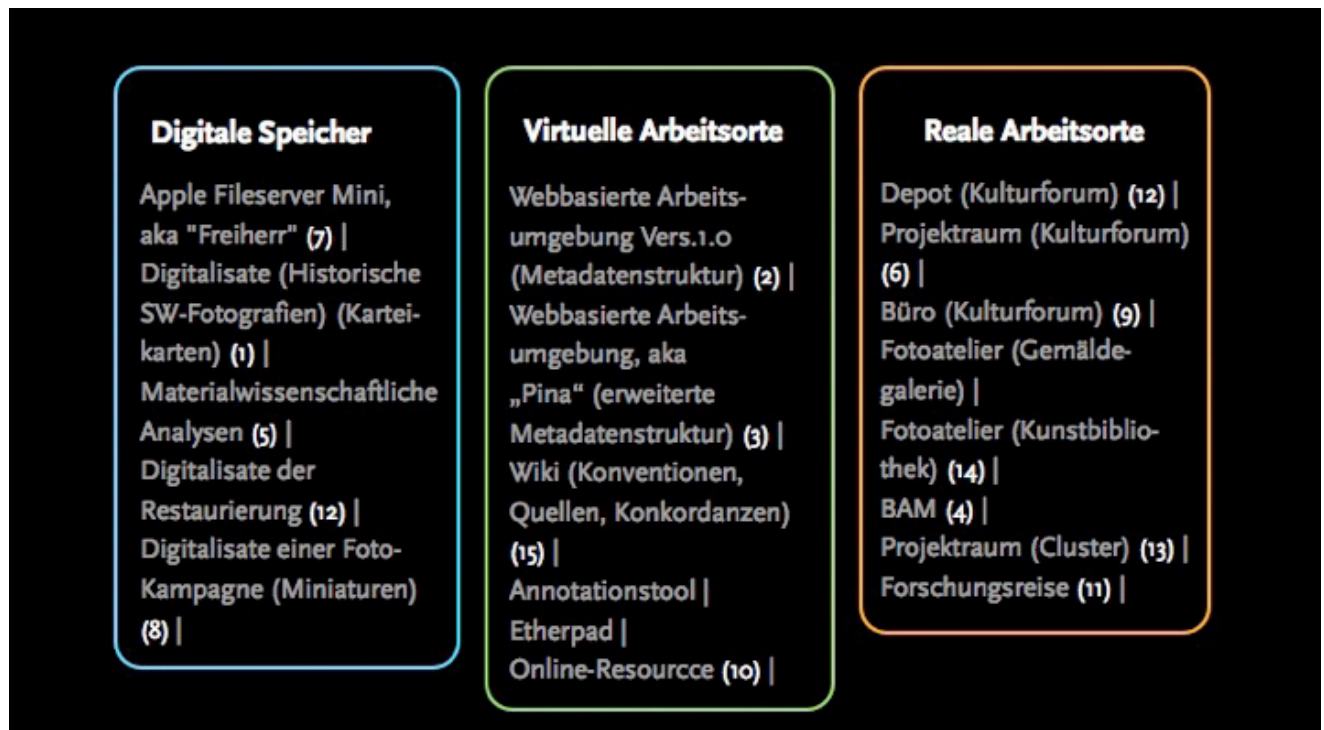 Digitale Speicher
Apple Fileserver Mini,
aka "Freiherr" (7) |
Digitalisate (Historische
SW-Fotografien) (Kartei-
karten) (1) |
Materialwissenschaftliche
Analysen (5) |
Digitalisate der
Restaurierung (12) |
Digitalisate einer Foto-
Kampagne (Miniaturen)
(8) |
Virtuelle Arbeitsorte
Webbasierte Arbeits-
umgebung Vers.1.0
(Metadatenstruktur) (2) |
Webbasierte Arbeits-
umgebung, aka
„Pina“ (erweiterte
Metadatenstruktur) (3) |
Wiki (Konventionen,
Quellen, Konkordanzen)
(15) |
Annotationstool |
Etherpad |
Online-Resourcce (10) |
Reale Arbeitsorte
Depot (Kulturforum) (12) |
Projektraum (Kulturforum)
(6) |
Büro (Kulturforum) (9) |
Fotoatelier (Gemälde-
galerie) |
Fotoatelier (Kunstbiblio-
thek) (14) |
BAM (4) |
Projektraum (Cluster) (13) |
Forschungsreise (11) |